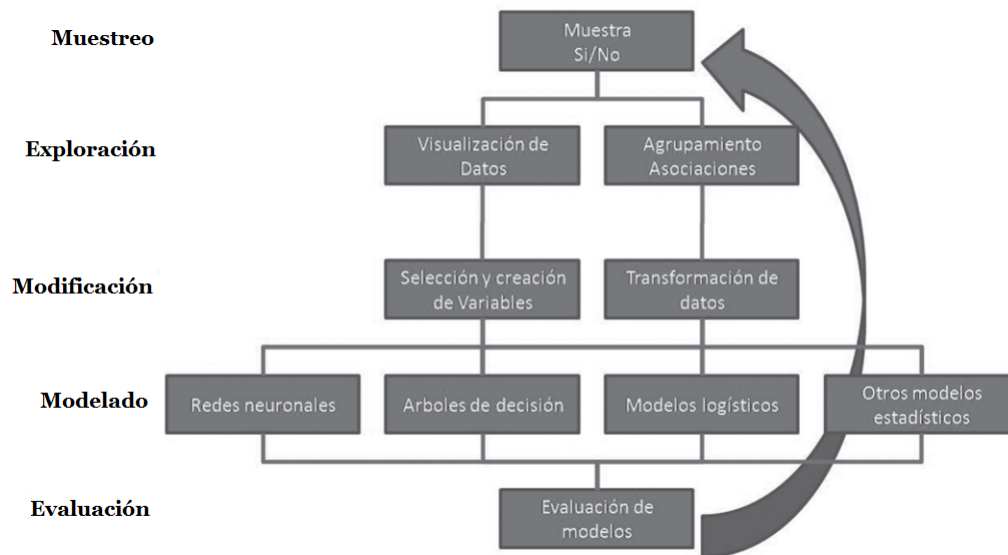 Muestreo
Muestra
Si/No
Exploración
Visualización de
Datos
Agrupamiento
Asociaciones
Modificación
Selección y creación
de Variables
Transformación de
datos
Modelado
Redes neuronales
Arboles de decisión
Modelos logísticos
Otros modelos
estadísticos
Evaluación
Evaluación de
modelos